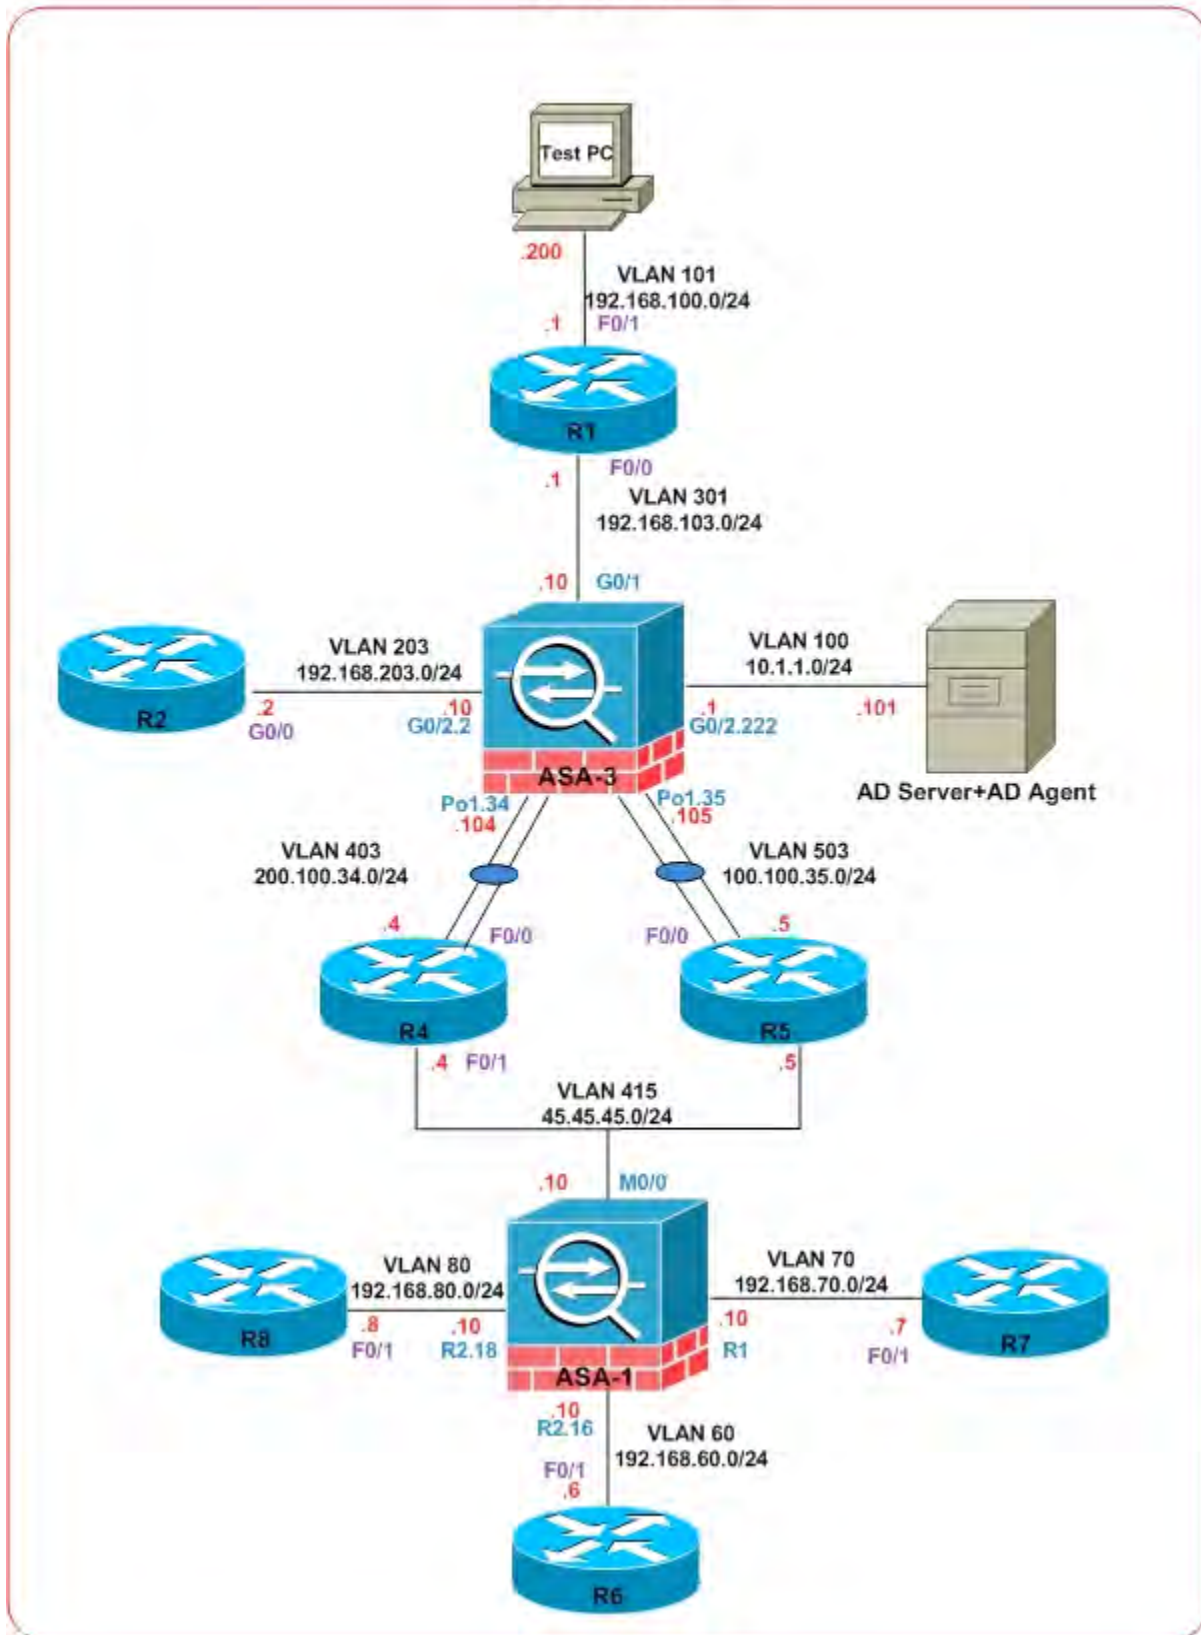 Test PC
.200
VLAN 101
192.168.100.0/24
.1 F0/1
R1
F0/0
.1
VLAN 301
192.168.103.0/24
.10 G0/1
VLAN 203
192.168.203.0/24
VLAN 100
10.1.1.0/24
R2
.2
G0/0
.10
G0/2.2
.1
G0/2.222
.101
ASA-3
AD Server+AD Agent
Po1.34
.104
Po1.35
.105
VLAN 403
200.100.34.0/24
VLAN 503
100.100.35.0/24
.4
F0/0
F0/0
.5
R4
R5
.4 F0/1
.5
VLAN 415
45.45.45.0/24
.10 M0/0
VLAN 80
192.168.80.0/24
VLAN 70
192.168.70.0/24
R8
.8
F0/1
.10
R2.18
.10
R1
.7
F0/1
R7
ASA-1
.10
R2.16
VLAN 60
192.168.60.0/24
F0/1
.6
R6